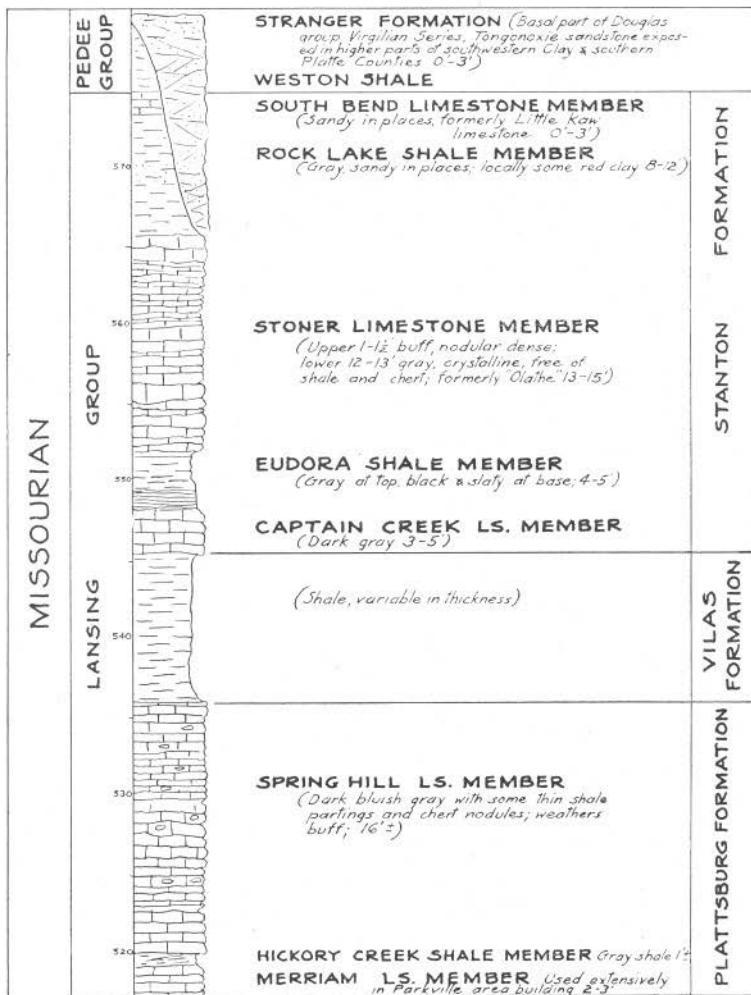 MISSOURIAN
PEDEE
GROUP
LANSING GROUP
STRANGER FORMATION (Basal part of Douglas
group, Virgilian Series, Tongonoxie sandstone expos-
ed in higher parts of southwestern Clay & southern
Platte Counties 0'-3')
WESTON SHALE
SOUTH BEND LIMESTONE MEMBER
(Sandy in places, formerly Little Kaw
limestone 0'-3')
570
ROCK LAKE SHALE MEMBER
(Gray, sandy in places; locally some red clay 8-12')
560
STONER LIMESTONE MEMBER
(Upper 1-1½' buff, nodular dense;
lower 12-13' gray, crystalline, free of
shale and chert; formerly "Olathe" 13-15')
EUDORA SHALE MEMBER
550
(Gray at top, black & slaty at base; 4-5')
CAPTAIN CREEK LS. MEMBER
(Dark gray 3-5')
STANTON FORMATION
(Shale, variable in thickness)
540
VILAS
FORMATION
SPRING HILL LS. MEMBER
530
(Dark bluish gray with some thin shale
partings and chert nodules; weathers
buff; 16'±)
520
HICKORY CREEK SHALE MEMBER Gray shale 1'±
MERRIAM LS. MEMBER Used extensively
in Parkville area building 2-3'
PLATTSBURG FORMATION